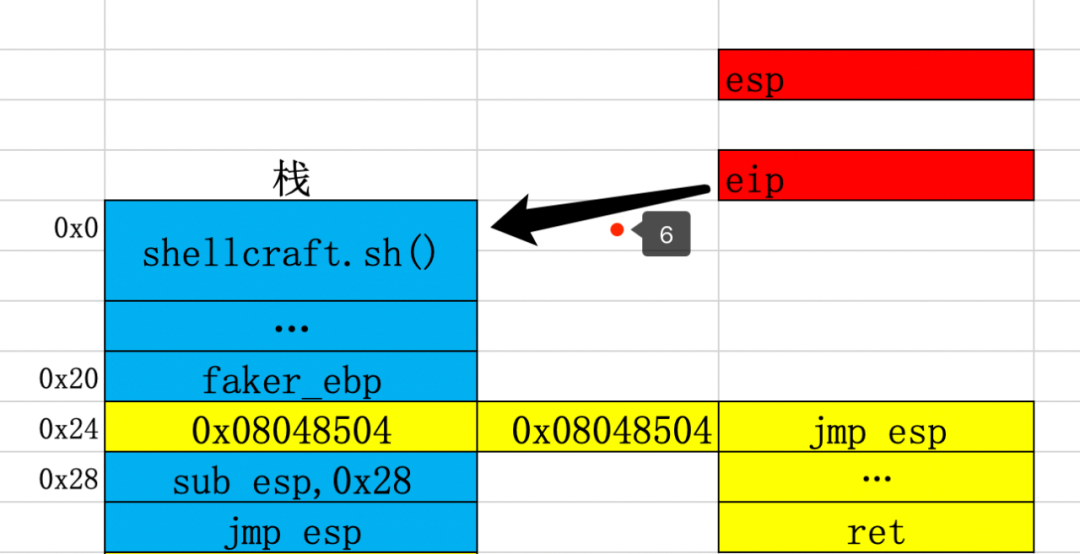 esp
栈
eip
0x0
shellcraft.sh()
6
…
0x20
faker_ebp
0x24
0x08048504
0x08048504
jmp esp
0x28
sub esp,0x28
…
jmp esp
ret